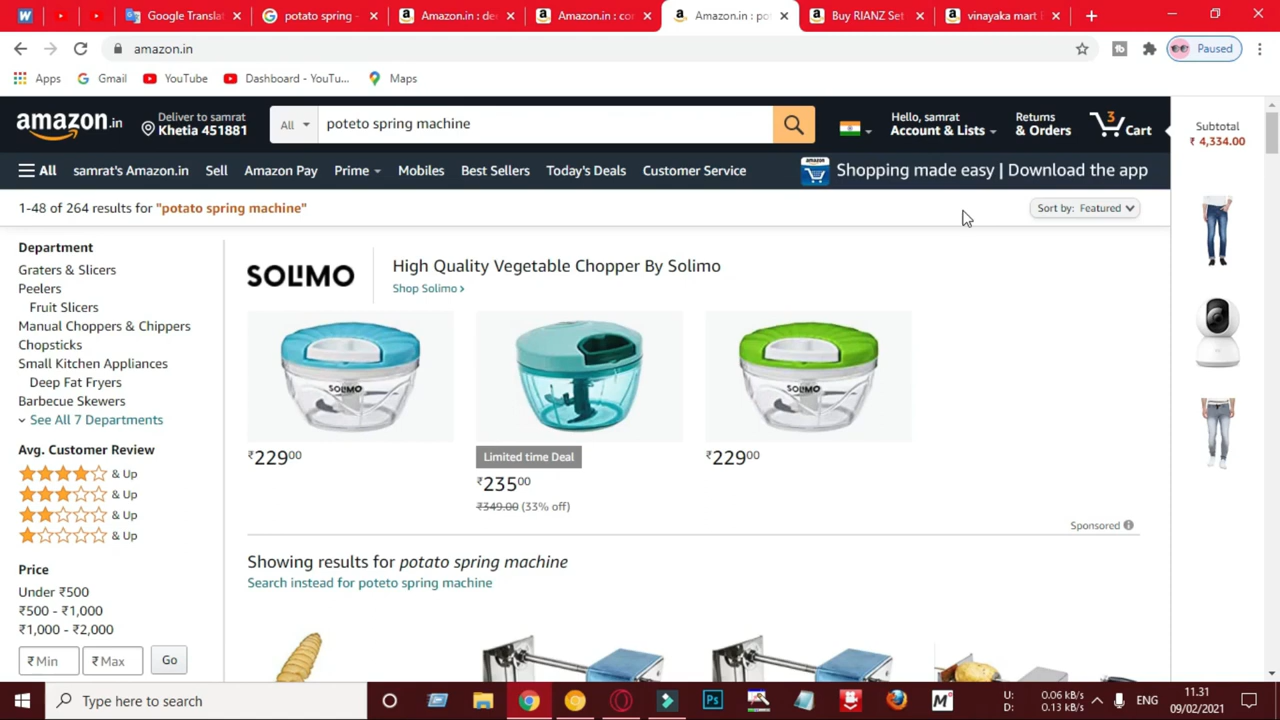 Google Translat
potato spring -
Amazon.in : de
Amazon.in : cor
Amazon.in : po
Buy RIANZ Set
vinayaka mart
amazon.in
Paused
Apps
Gmail
YouTube
Dashboard - YouTu...
Maps
amazon.in
Deliver to samrat
Khetia 451881
All
poteto spring machine
Hello, samrat
Account & Lists
Returns
& Orders
3
Cart
Subtotal
₹ 4,334.00
All
samrat's Amazon.in
Sell
Amazon Pay
Prime
Mobiles
Best Sellers
Today's Deals
Customer Service
amazon
Shopping made easy | Download the app
1-48 of 264 results for "potato spring machine"
Sort by: Featured
Department
Graters & Slicers
Peelers
Fruit Slicers
Manual Choppers & Chippers
Chopsticks
Small Kitchen Appliances
Deep Fat Fryers
Barbecue Skewers
See All 7 Departments
Avg. Customer Review
& Up
& Up
& Up
& Up
Price
Under ₹500
₹500 - ₹1,000
₹1,000 - ₹2,000
₹ Min
₹ Max
Go
SOLIMO
High Quality Vegetable Chopper By Solimo
Shop Solimo ›
SOLIMO
SOLIMO
₹22900
Limited time Deal
₹23500
₹349.00 (33% off)
₹22900
Sponsored
Showing results for potato spring machine
Search instead for poteto spring machine
Type here to search
U: 0.06 kB/s
D: 0.13 kB/s
ENG
11.31
09/02/2021